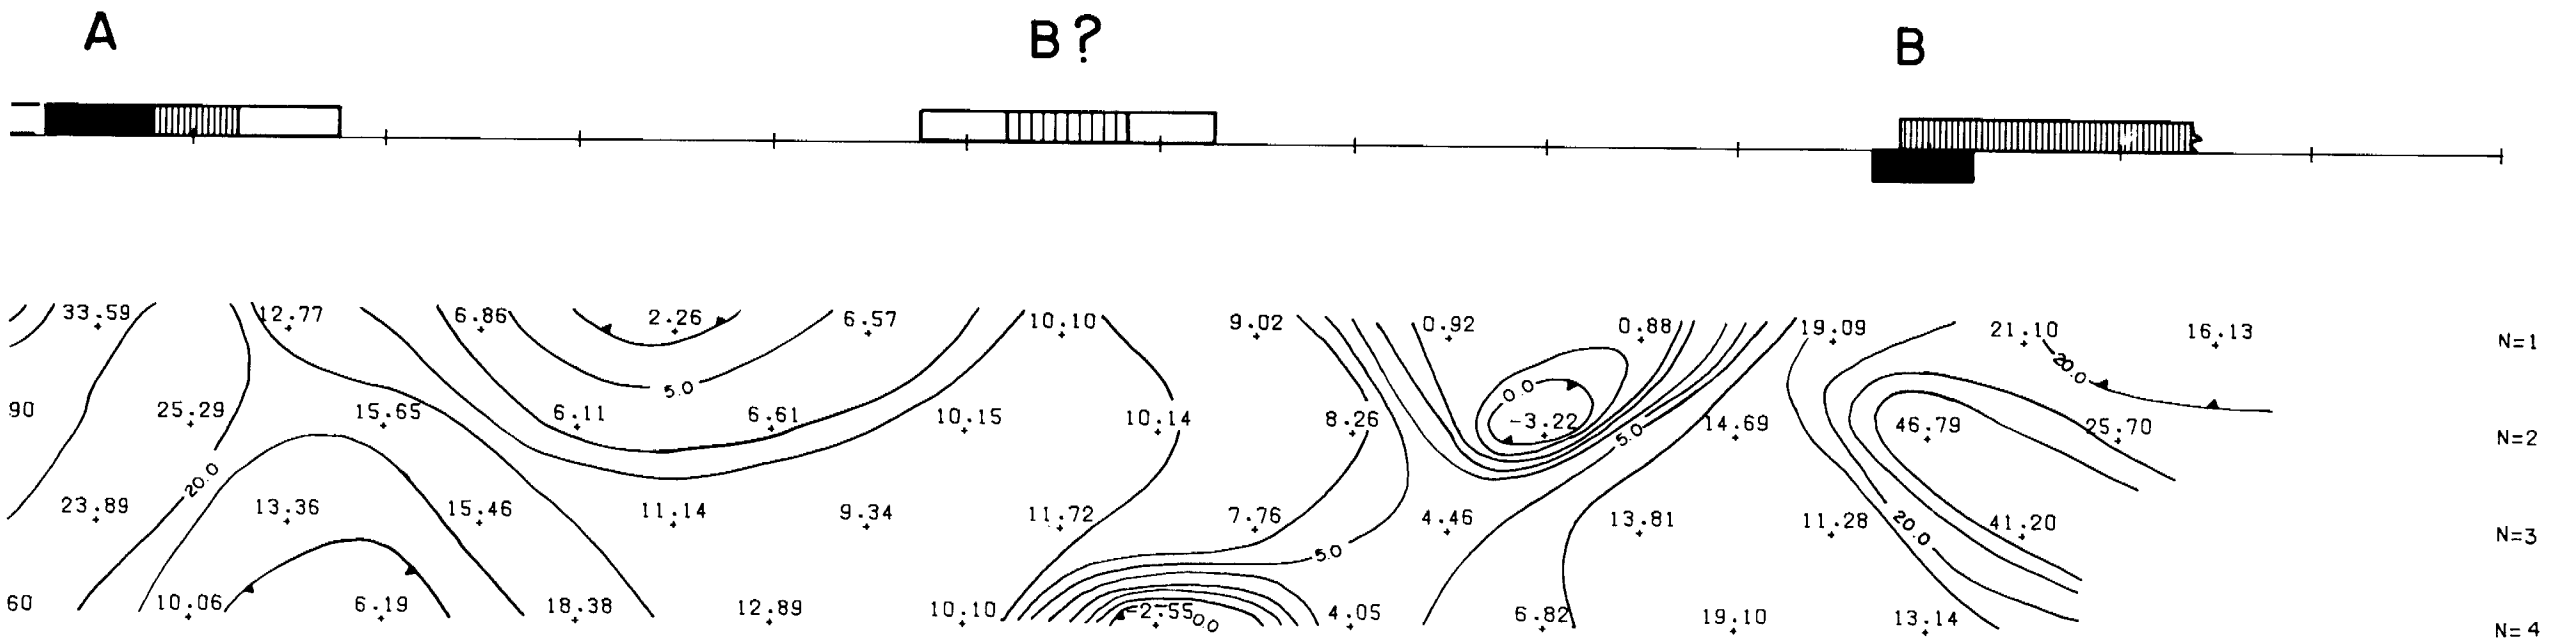 A B? B
33.59 12.77 6.86 2.26 6.57 10.10 9.02 0.92 0.88 19.09 21.10 16.13 N=1
5.0 0.0 20.0
90 25.29 15.65 6.11 6.61 10.15 10.14 8.26 -3.22 14.69 46.79 25.70 N=2
20.0 5.0
23.89 13.36 15.46 11.14 9.34 11.72 7.76 4.46 13.81 11.28 41.20 N=3
5.0 20.0
60 10.06 6.19 18.38 12.89 10.10 -2.55 0.0 4.05 6.82 19.10 13.14 N=4